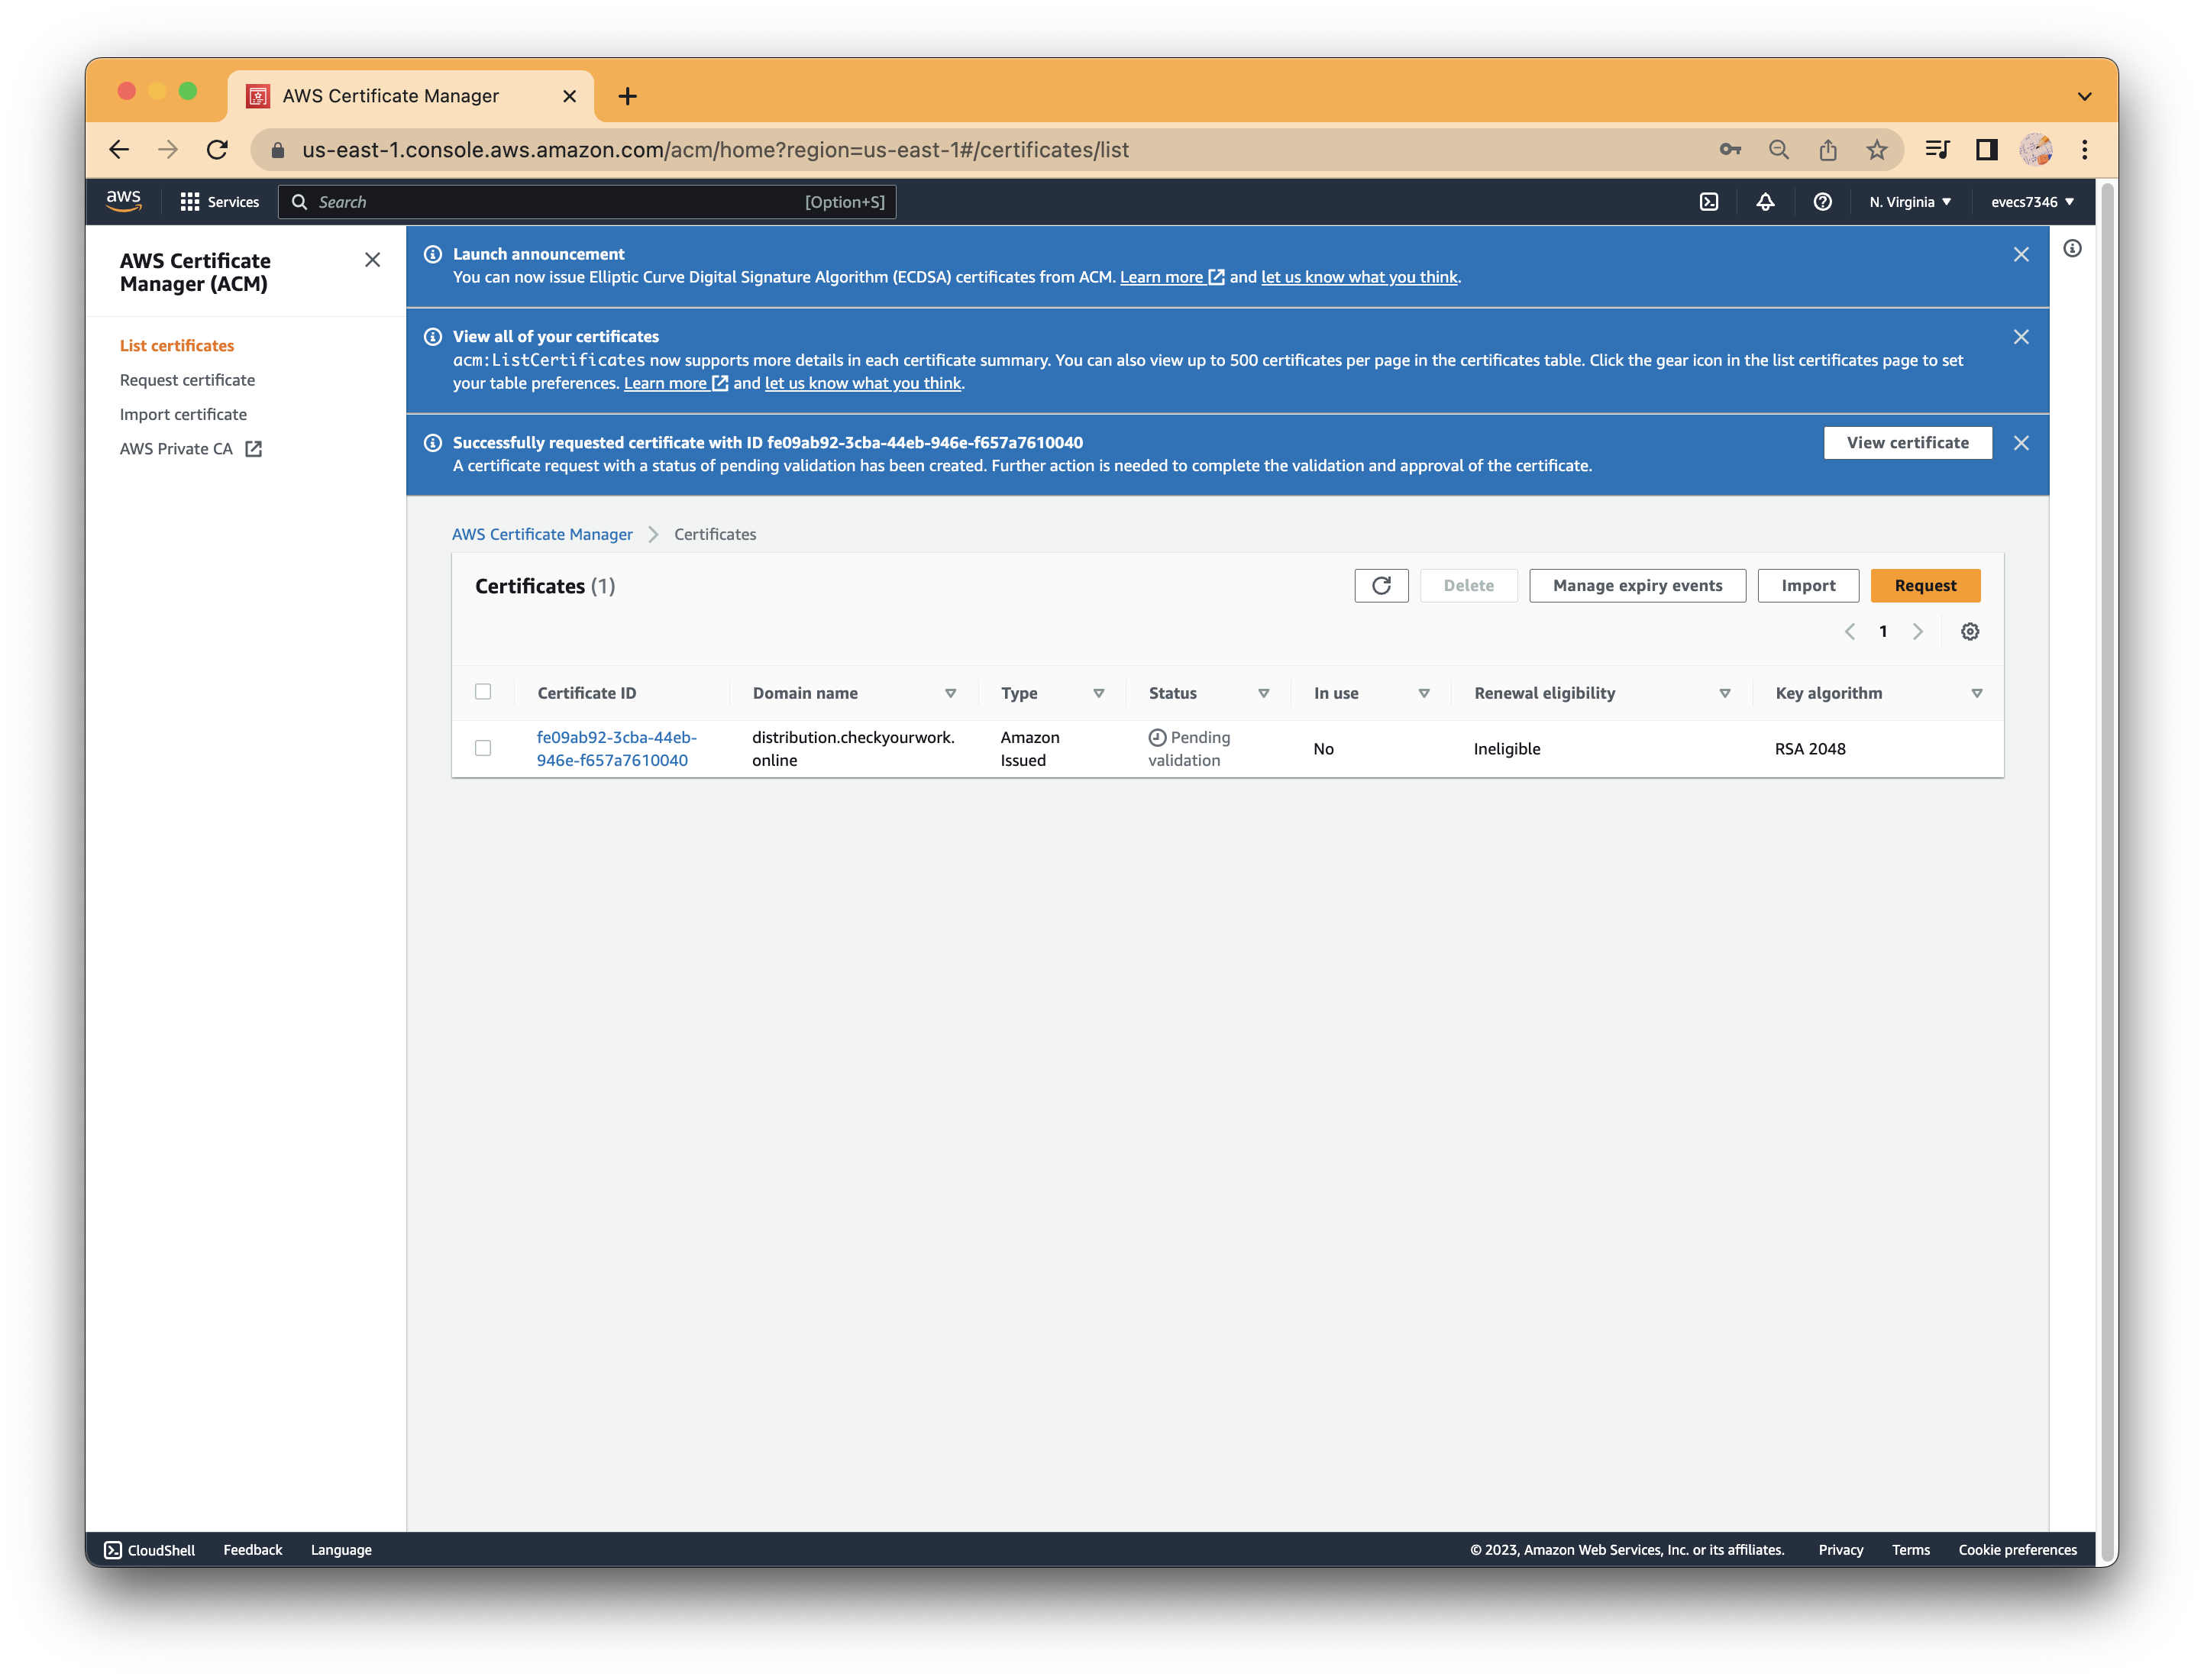 AWS Certificate Manager
us-east-1.console.aws.amazon.com/acm/home?region=us-east-1#/certificates/list
aws
Services
Search
[Option+S]
N. Virginia
evecs7346
AWS Certificate
Manager (ACM)
List certificates
Request certificate
Import certificate
AWS Private CA
Launch announcement
You can now issue Elliptic Curve Digital Signature Algorithm (ECDSA) certificates from ACM. Learn more and let us know what you think.
View all of your certificates
acm:ListCertificates now supports more details in each certificate summary. You can also view up to 500 certificates per page in the certificates table. Click the gear icon in the list certificates page to set
your table preferences. Learn more and let us know what you think.
Successfully requested certificate with ID fe09ab92-3cba-44eb-946e-f657a7610040
A certificate request with a status of pending validation has been created. Further action is needed to complete the validation and approval of the certificate.
View certificate
AWS Certificate Manager
Certificates
Certificates (1)
Delete
Manage expiry events
Import
Request
1
Certificate ID
Domain name
Type
Status
In use
Renewal eligibility
Key algorithm
fe09ab92-3cba-44eb-
946e-f657a7610040
distribution.checkyourwork.
online
Amazon
Issued
Pending
validation
No
Ineligible
RSA 2048
CloudShell
Feedback
Language
© 2023, Amazon Web Services, Inc. or its affiliates.
Privacy
Terms
Cookie preferences